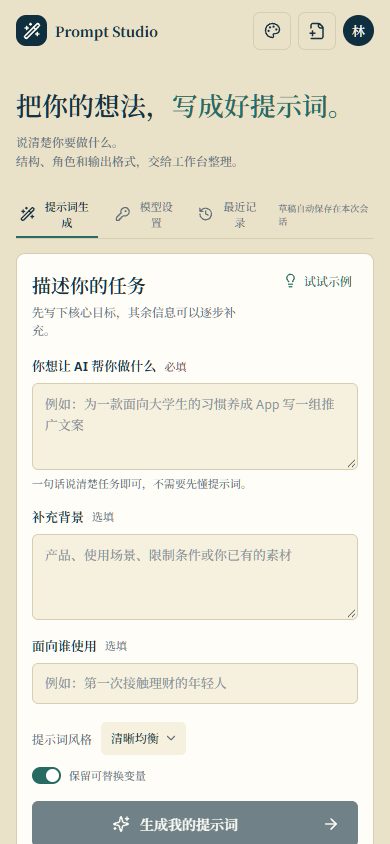 Prompt Studio
林
把你的想法，写成好提示词。
说清楚你要做什么。
结构、角色和输出格式，交给工作台整理。
提示词生
成
模型设
置
最近记
录
草稿自动保存在本次会
话
描述你的任务
试试示例
先写下核心目标，其余信息可以逐步补
充。
你想让 AI 帮你做什么 必填
例如：为一款面向大学生的习惯养成 App 写一组推
广文案
一句话说清楚任务即可，不需要先懂提示词。
补充背景 选填
产品、使用场景、限制条件或你已有的素材
面向谁使用 选填
例如：第一次接触理财的年轻人
提示词风格 清晰均衡
保留可替换变量
生成我的提示词